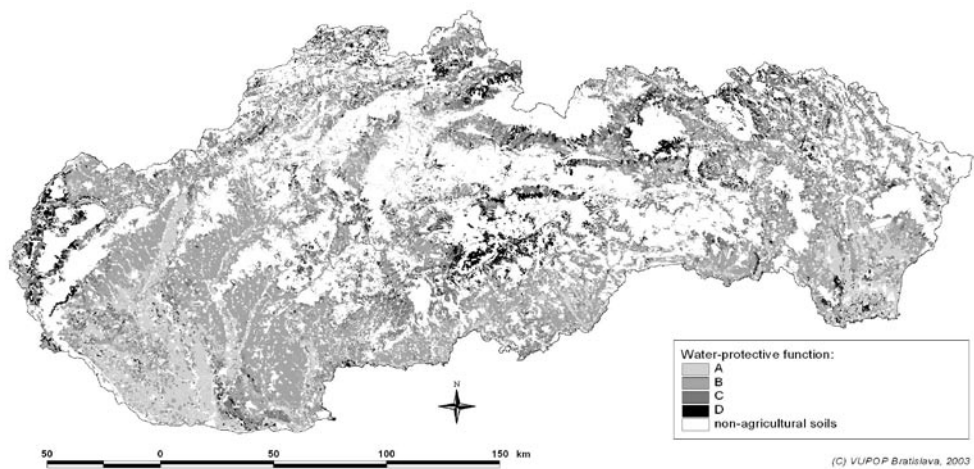 N
Water-protective function:
A
B
C
D
non-agricultural soils
50 0 50 100 150 km
(C) VUPOP Bratislava, 2003